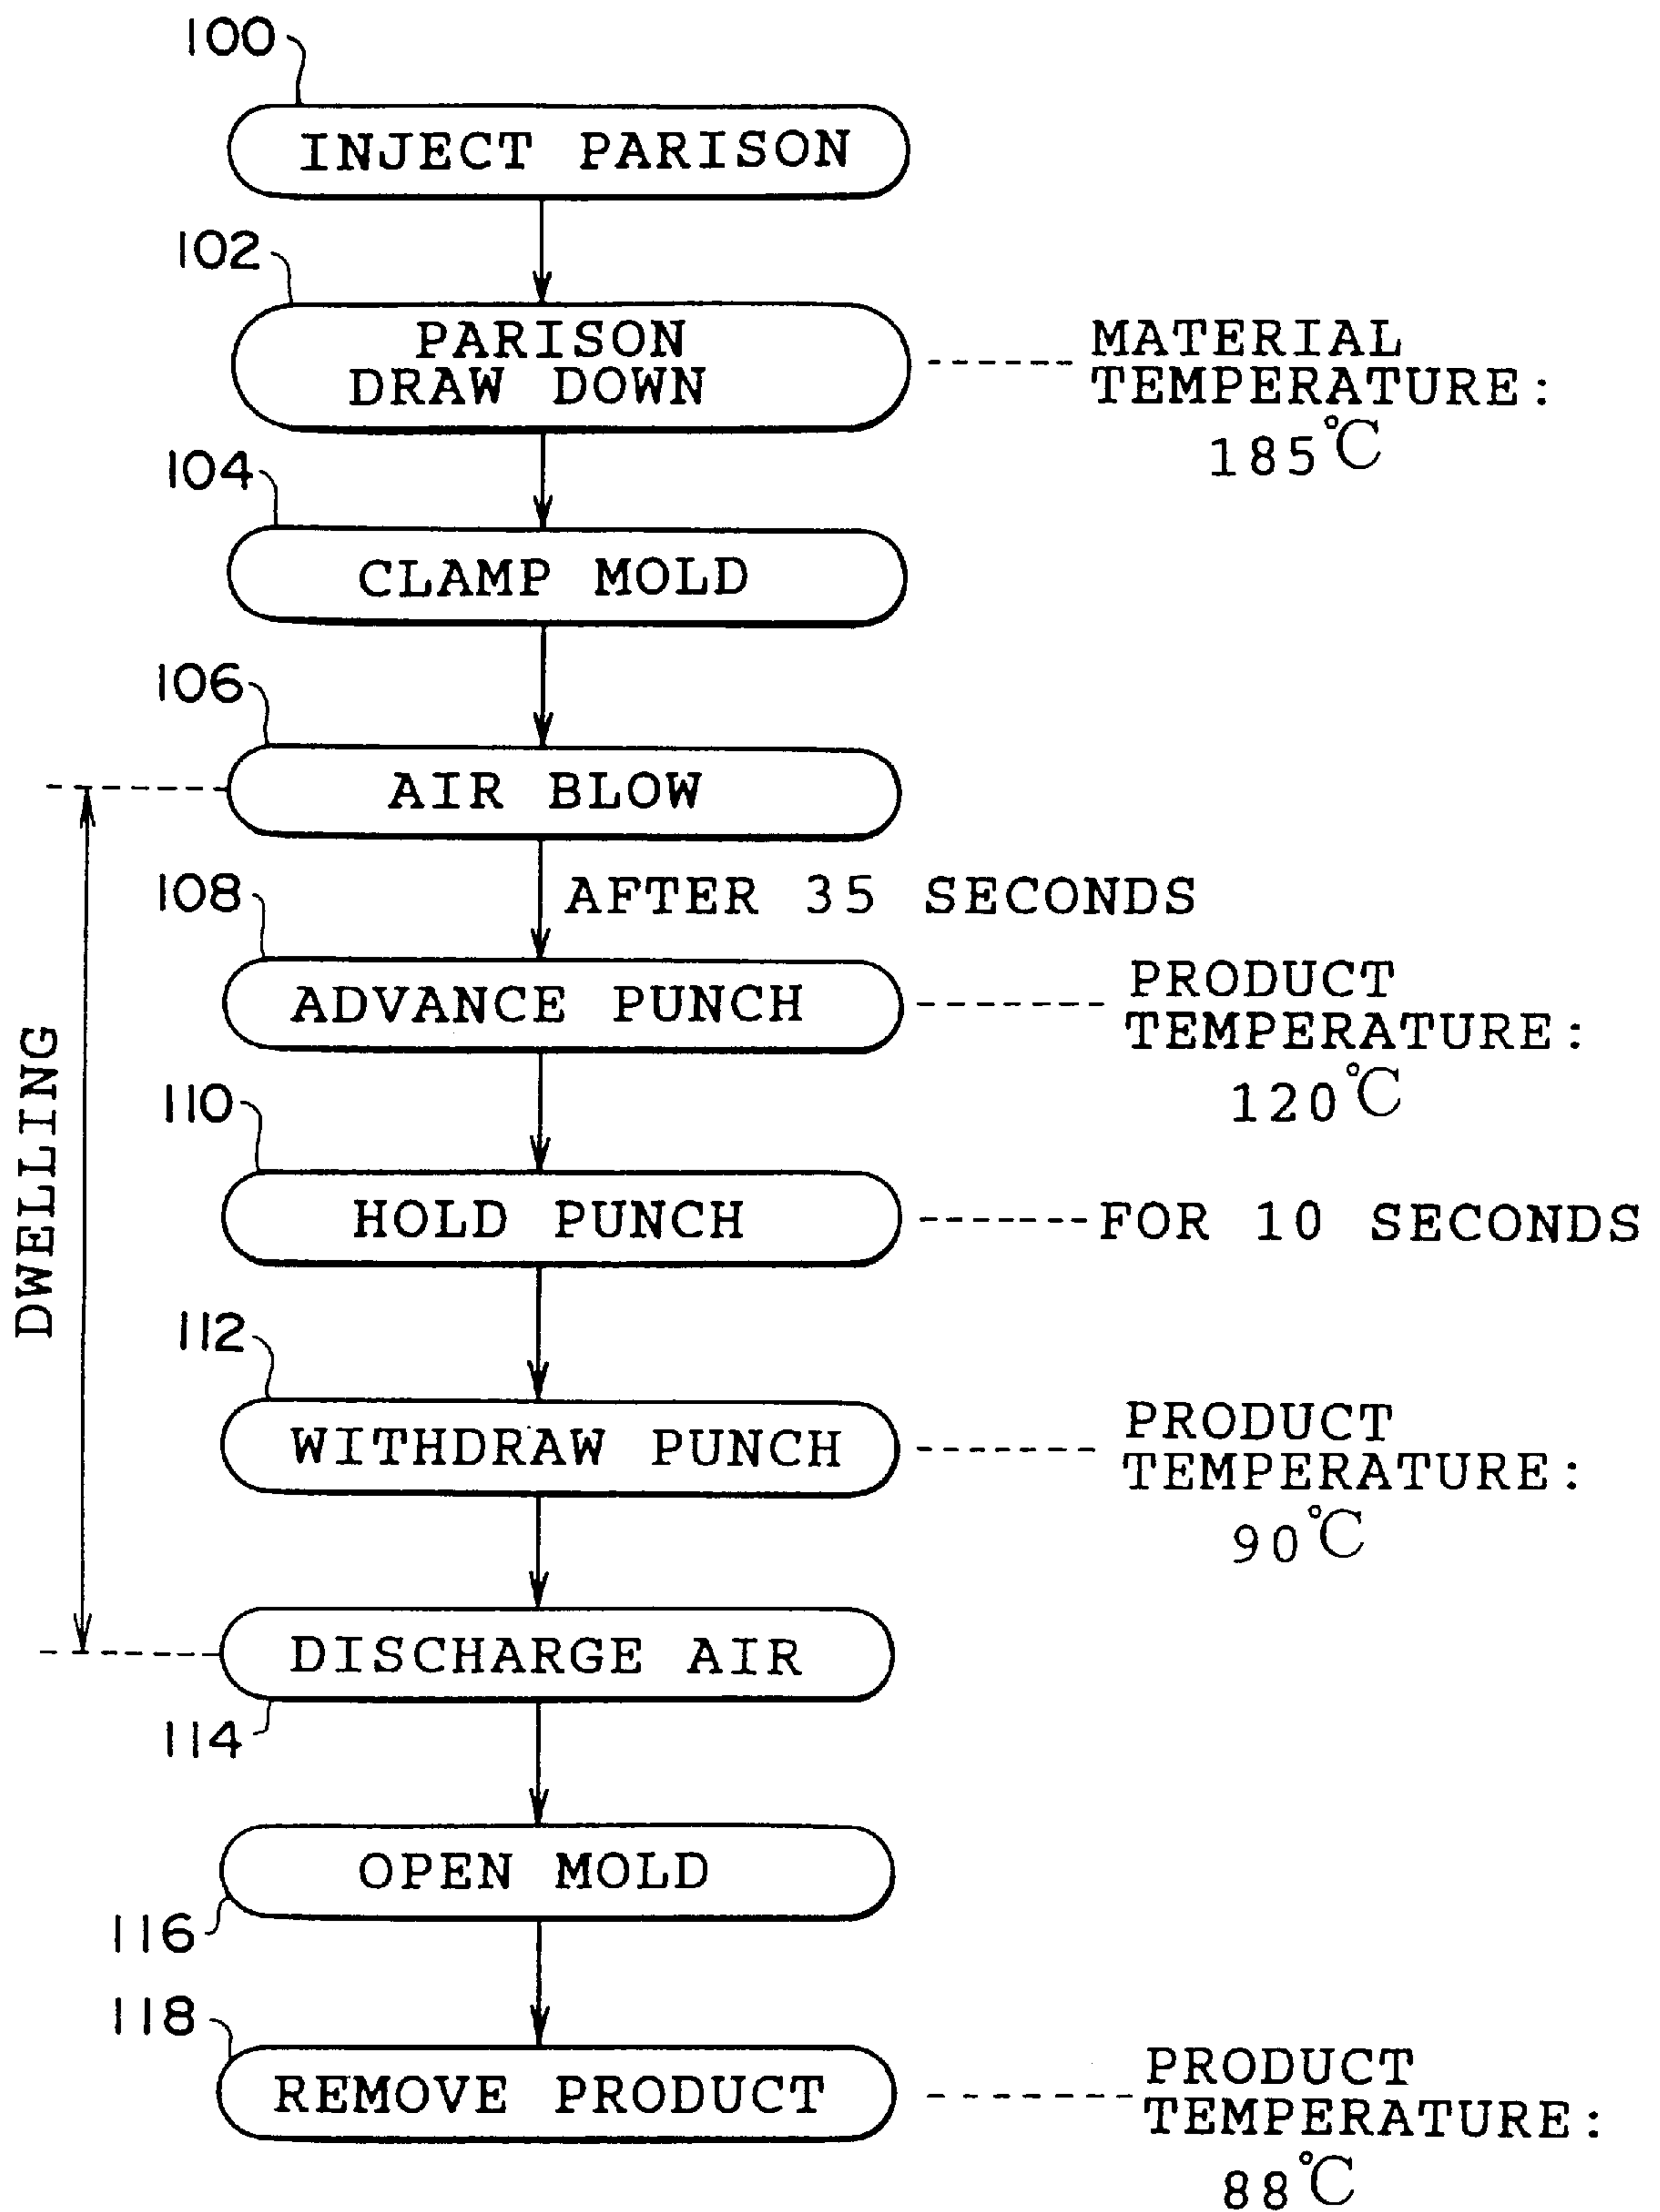 100
INJECT PARISON
102
PARISON
DRAW DOWN
MATERIAL
TEMPERATURE:
185℃
104
CLAMP MOLD
106
AIR BLOW
AFTER 35 SECONDS
108
ADVANCE PUNCH
PRODUCT
TEMPERATURE:
120℃
DWELLING
110
HOLD PUNCH
FOR 10 SECONDS
112
WITHDRAW PUNCH
PRODUCT
TEMPERATURE:
90℃
DISCHARGE AIR
114
OPEN MOLD
116
118
REMOVE PRODUCT
PRODUCT
TEMPERATURE:
88℃